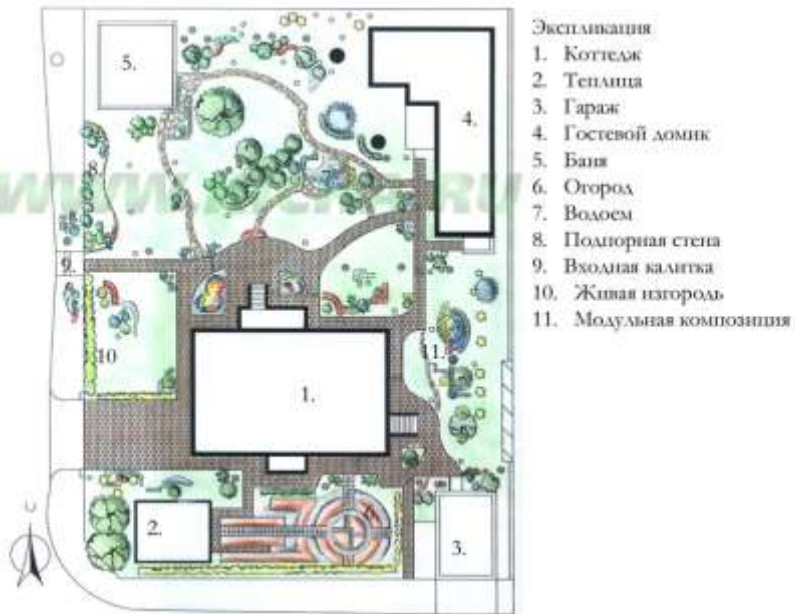 Экспликация
1. Коттедж
2. Теплица
3. Гараж
4. Гостевой домик
5. Баня
6. Огород
7. Водоем
8. Подпорная стена
9. Входная калитка
10. Живая изгородь
11. Модульная композиция
5.
4.
8
7
9.
10
11.
1.
2.
6
3.
С